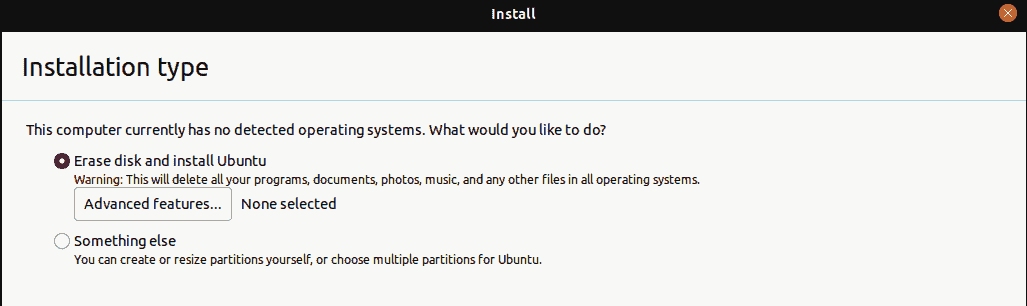 Install
Installation type
This computer currently has no detected operating systems. What would you like to do?
Erase disk and install Ubuntu
Warning: This will delete all your programs, documents, photos, music, and any other files in all operating systems.
Advanced features... None selected
Something else
You can create or resize partitions yourself, or choose multiple partitions for Ubuntu.